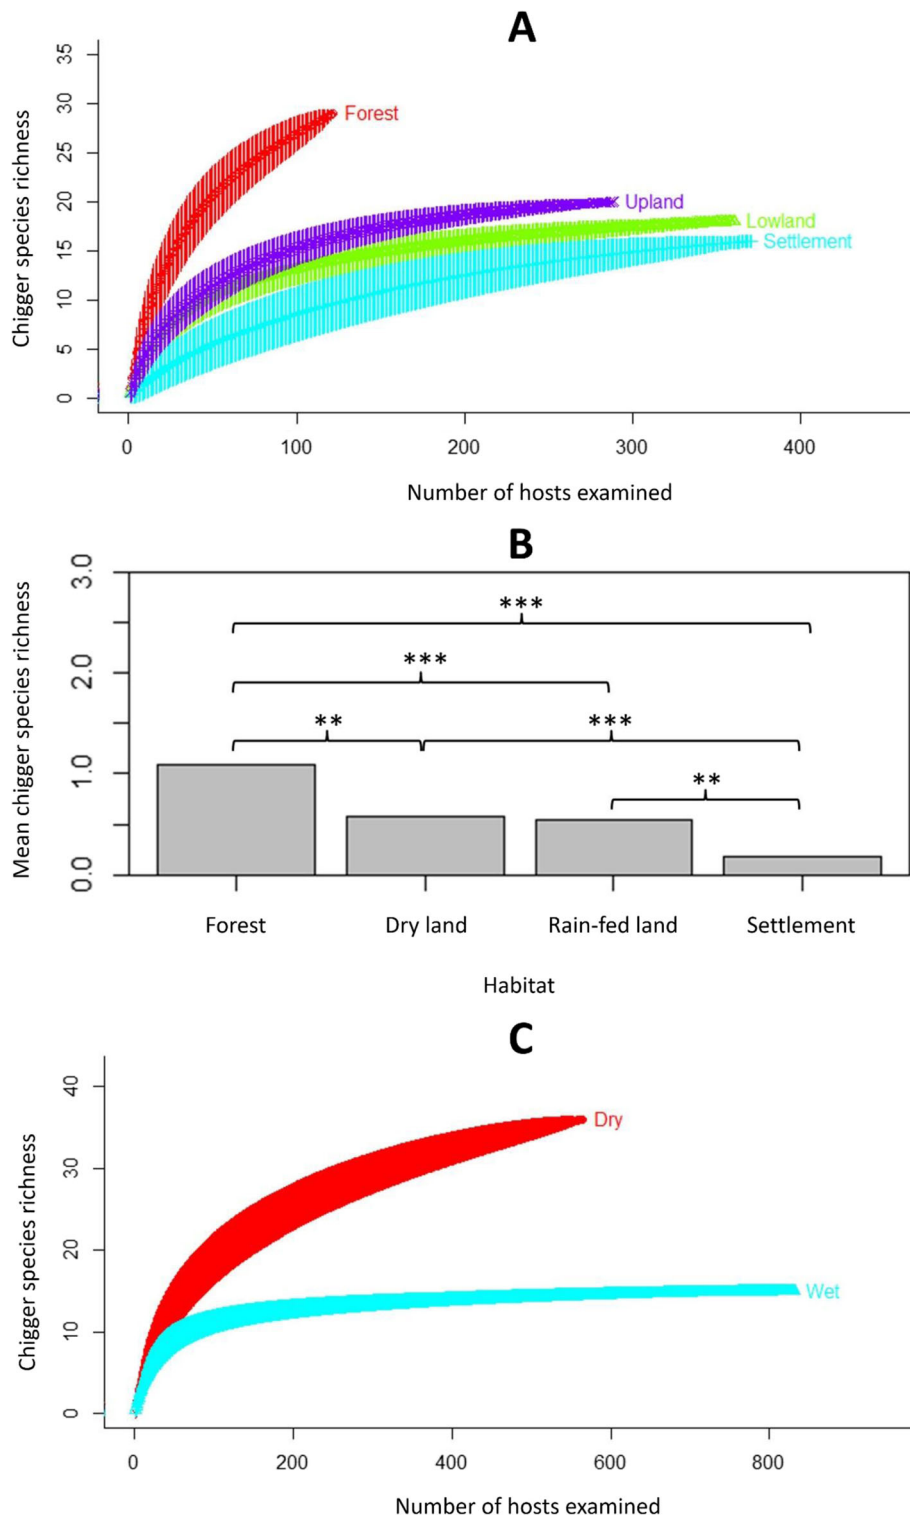 A
Chigger species richness
35
30
25
20
15
10
5
0
Forest
Upland
Lowland
Settlement
0 100 200 300 400
Number of hosts examined
B
Mean chigger species richness
3.0
2.0
1.0
0.0
***
***
** ***
**
Forest Dry land Rain-fed land Settlement
Habitat
C
Chigger species richness
40
30
20
10
0
Dry
Wet
0 200 400 600 800
Number of hosts examined